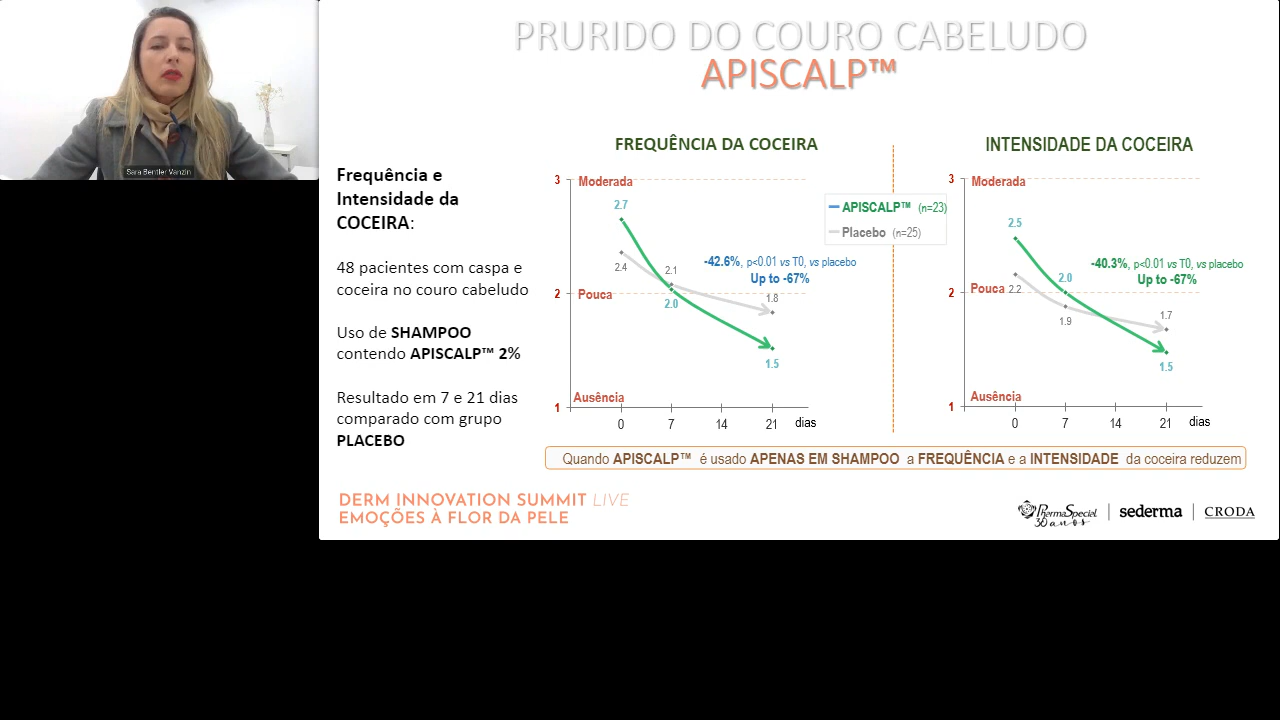 Sara Bentler Vanzin
PRURIDO DO COURO CABELUDO
APISCALP™
Frequência e
Intensidade da
COCEIRA:
48 pacientes com caspa e
coceira no couro cabeludo
Uso de SHAMPOO
contendo APISCALP™ 2%
Resultado em 7 e 21 dias
comparado com grupo
PLACEBO
FREQUÊNCIA DA COCEIRA
3
Moderada
2.7
2.4
2.1
-42.6%, p<0.01 vs T0, vs placebo
Up to -67%
2
Pouca
2.0
1.8
1.5
Ausência
1
0 7 14 21 dias
APISCALP™ (n=23)
Placebo (n=25)
INTENSIDADE DA COCEIRA
3
Moderada
2.5
2.0
-40.3%, p<0.01 vs T0, vs placebo
Up to -67%
2
Pouca
2.2
1.9
1.7
1.5
Ausência
1
0 7 14 21 dias
Quando APISCALP™ é usado APENAS EM SHAMPOO a FREQUÊNCIA e a INTENSIDADE da coceira reduzem
DERM INNOVATION SUMMIT LIVE
EMOÇÕES À FLOR DA PELE
PharmaSpecial
30 anos
sederma
CRODA